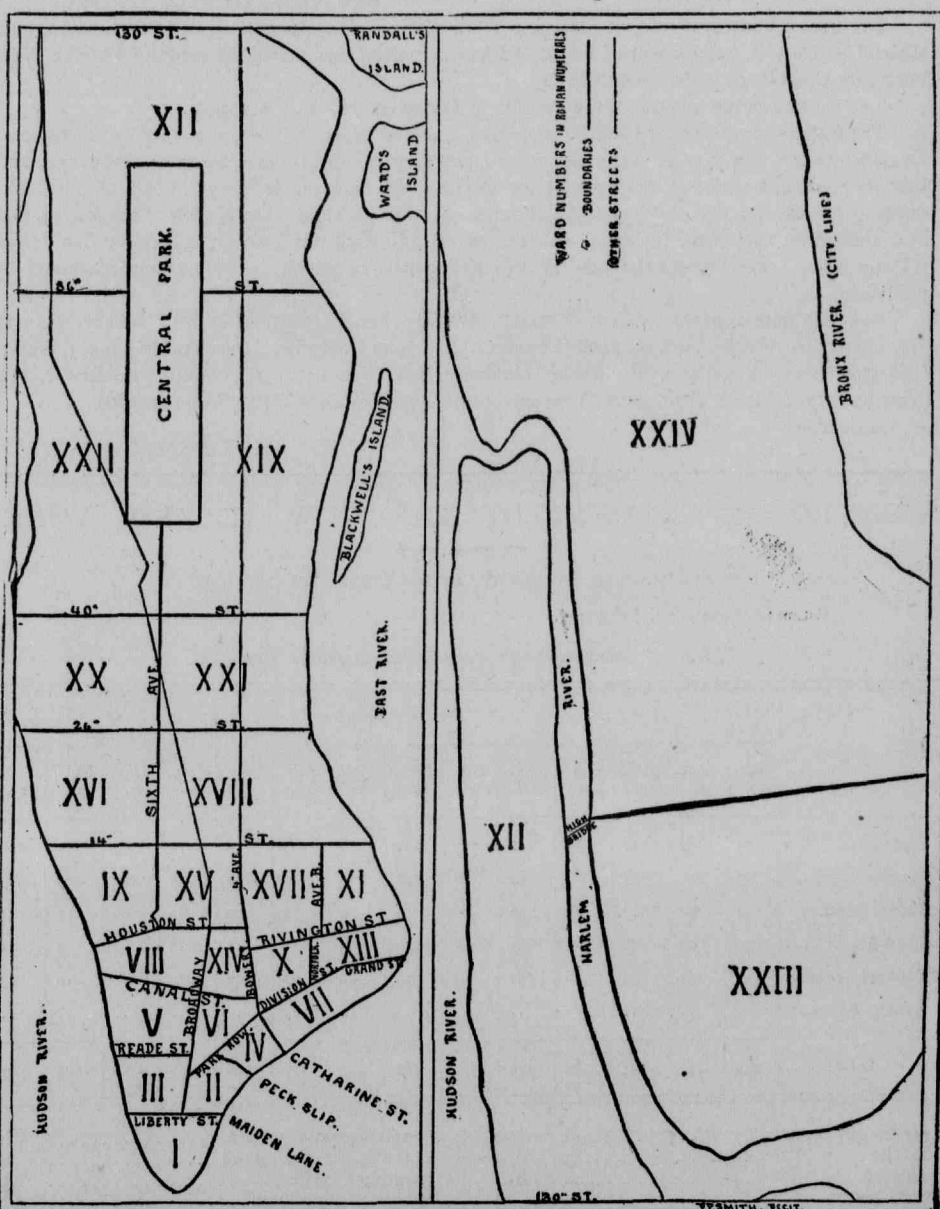 130TH ST.
RANDALL'S
ISLAND.
XII
WARD'S
ISLAND
CENTRAL PARK.
86TH ST.
XXII
XIX
BLACKWELL'S ISLAND
40TH ST.
XX
XXI
SIXTH AVE
EAST RIVER.
26TH ST.
XVI
XVIII
14TH ST.
IX
XV
4TH AVE
XVII
AVE B.
XI
HOUSTON ST.
RIVINGTON ST
VIII
BROADWAY
XIV
BOWERY
X
NORFOLK
XIII
GRAND ST.
CANAL ST.
DIVISION ST.
V
VI
VII
READE ST.
PARK ROW.
IV
III
II
CATHARINE ST.
PECK SLIP.
LIBERTY ST.
MAIDEN LANE.
I
HUDSON RIVER.
WARD NUMBERS IN ROMAN NUMERALS
BOUNDARIES
OTHER STREETS
BRONX RIVER. (CITY LINE)
XXIV
HARLEM RIVER.
HIGH
BRIDGE
XII
XXIII
HUDSON RIVER.
130TH ST.